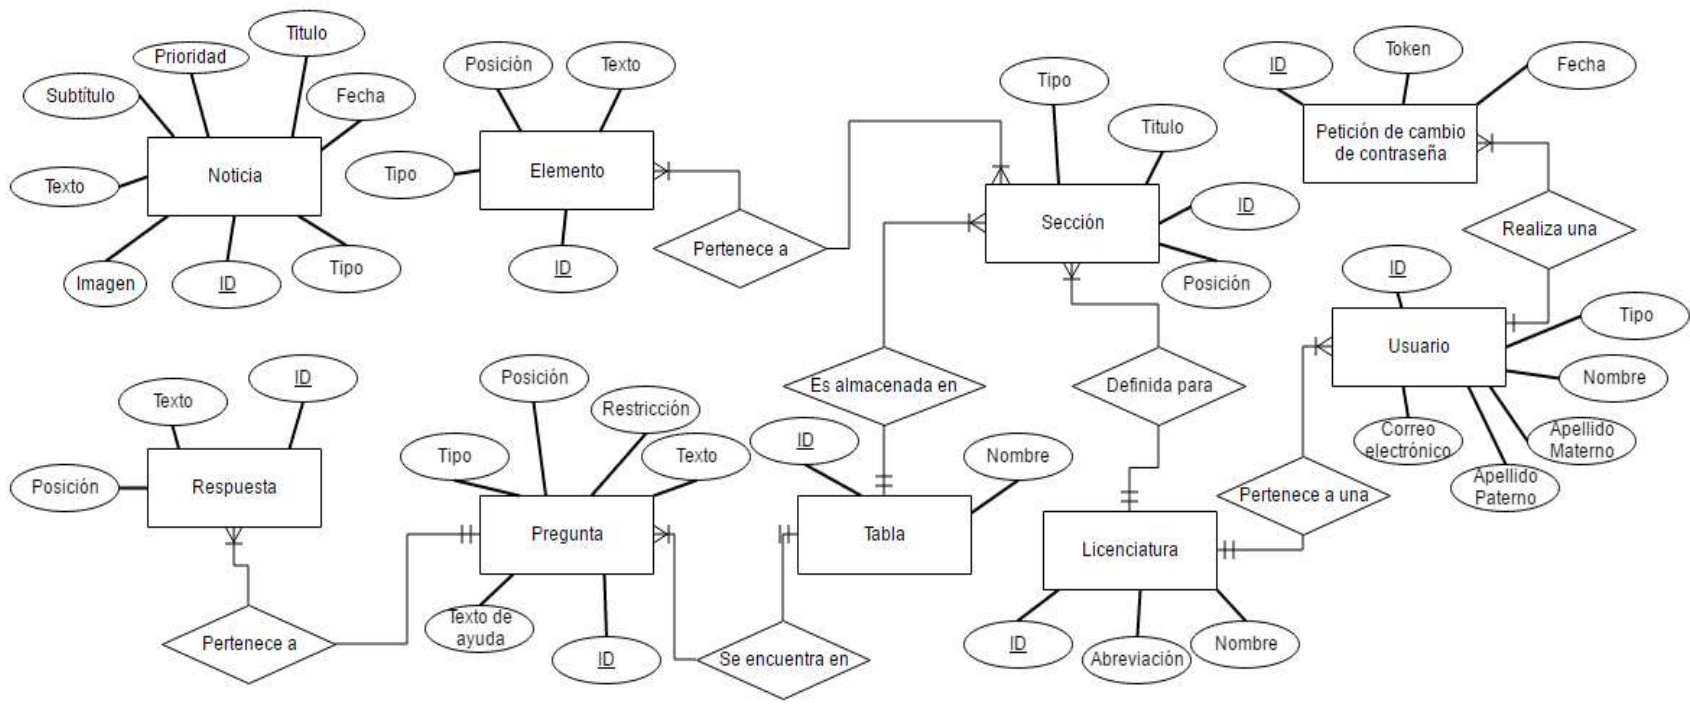 Titulo
Prioridad
Subtítulo
Fecha
Noticia
Texto
Imagen
ID
Tipo
Posición
Texto
Tipo
Elemento
ID
Pertenece a
Tipo
Titulo
ID
Sección
Posición
ID
Token
Fecha
Petición de cambio
de contraseña
Realiza una
ID
Tipo
Usuario
Nombre
Correo
electrónico
Apellido
Materno
Apellido
Paterno
Pertenece a una
Es almacenada en
Definida para
ID
Texto
Posición
Respuesta
Pertenece a
Posición
Restricción
Tipo
Texto
Pregunta
Texto de
ayuda
ID
Se encuentra en
ID
Nombre
Tabla
Licenciatura
ID
Abreviación
Nombre